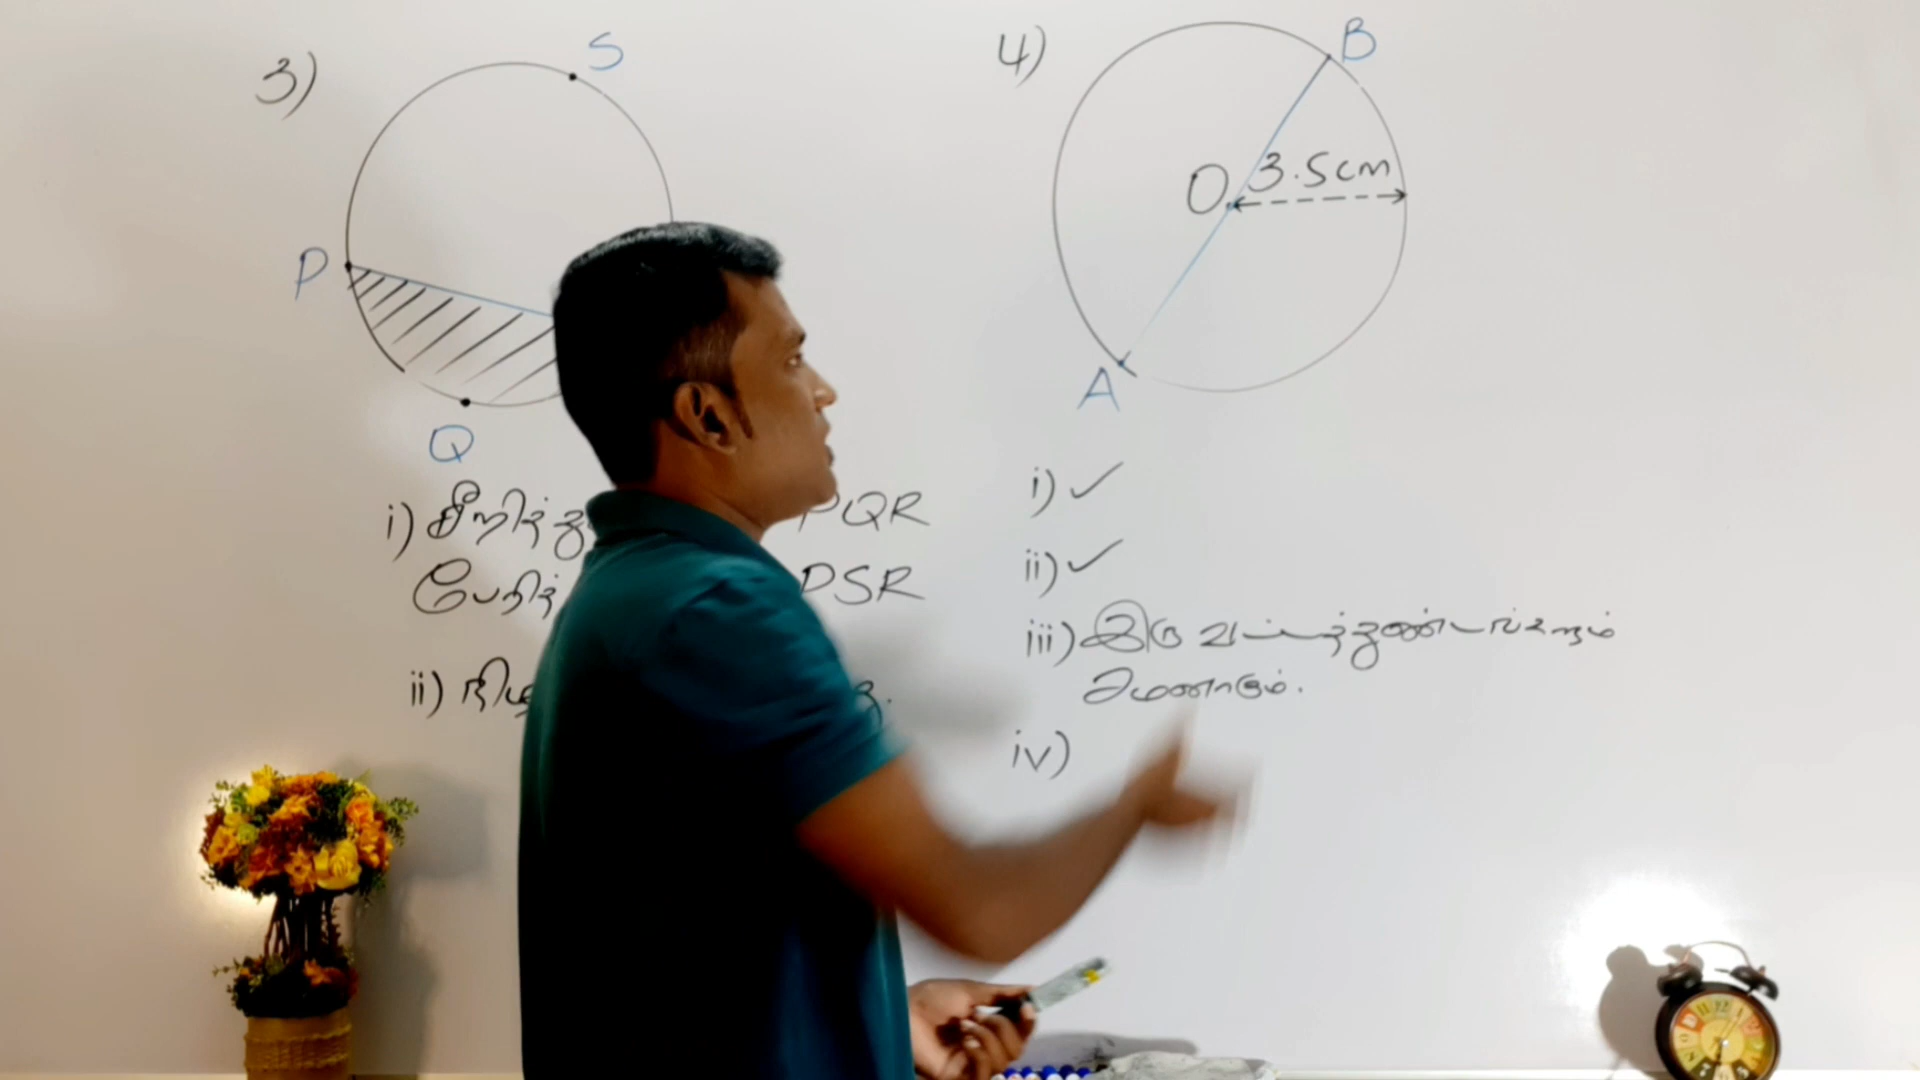 3)
S
P
Q
i) சீறிற்
PQR
பேறிற்
PSR
ii) நிழ
4)
B
O 3.5cm
A
i) ✓
ii) ✓
iii) இரு வட்டத்துண்டங்களும்
சமனாகும்.
iv)